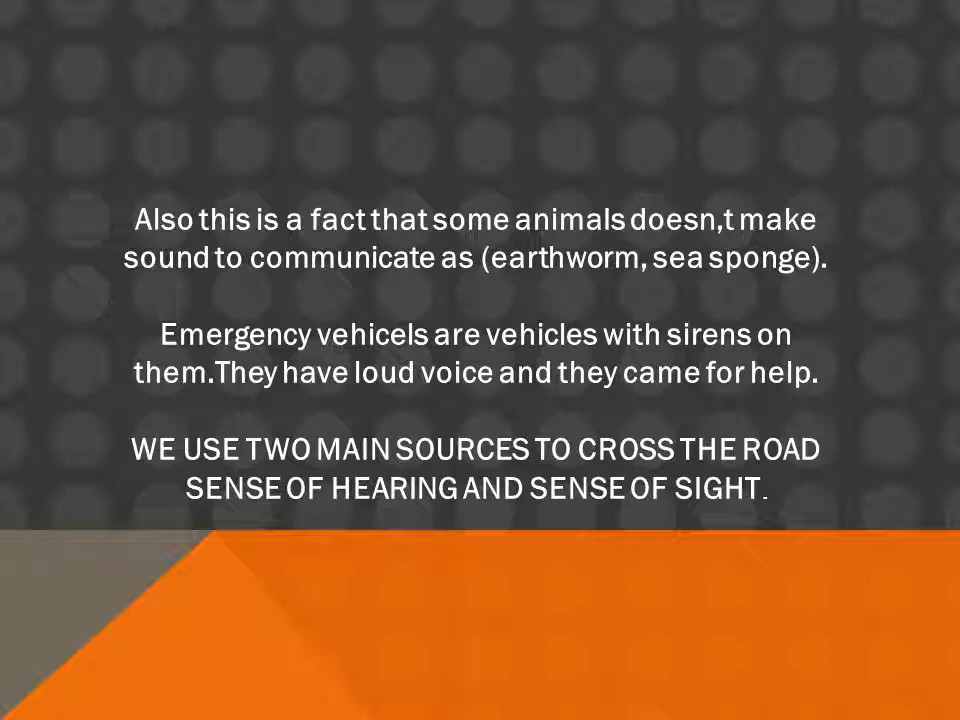 Also this is a fact that some animals doesn,t make
sound to communicate as (earthworm, sea sponge).
Emergency vehicels are vehicles with sirens on
them.They have loud voice and they came for help.
WE USE TWO MAIN SOURCES TO CROSS THE ROAD
SENSE OF HEARING AND SENSE OF SIGHT.